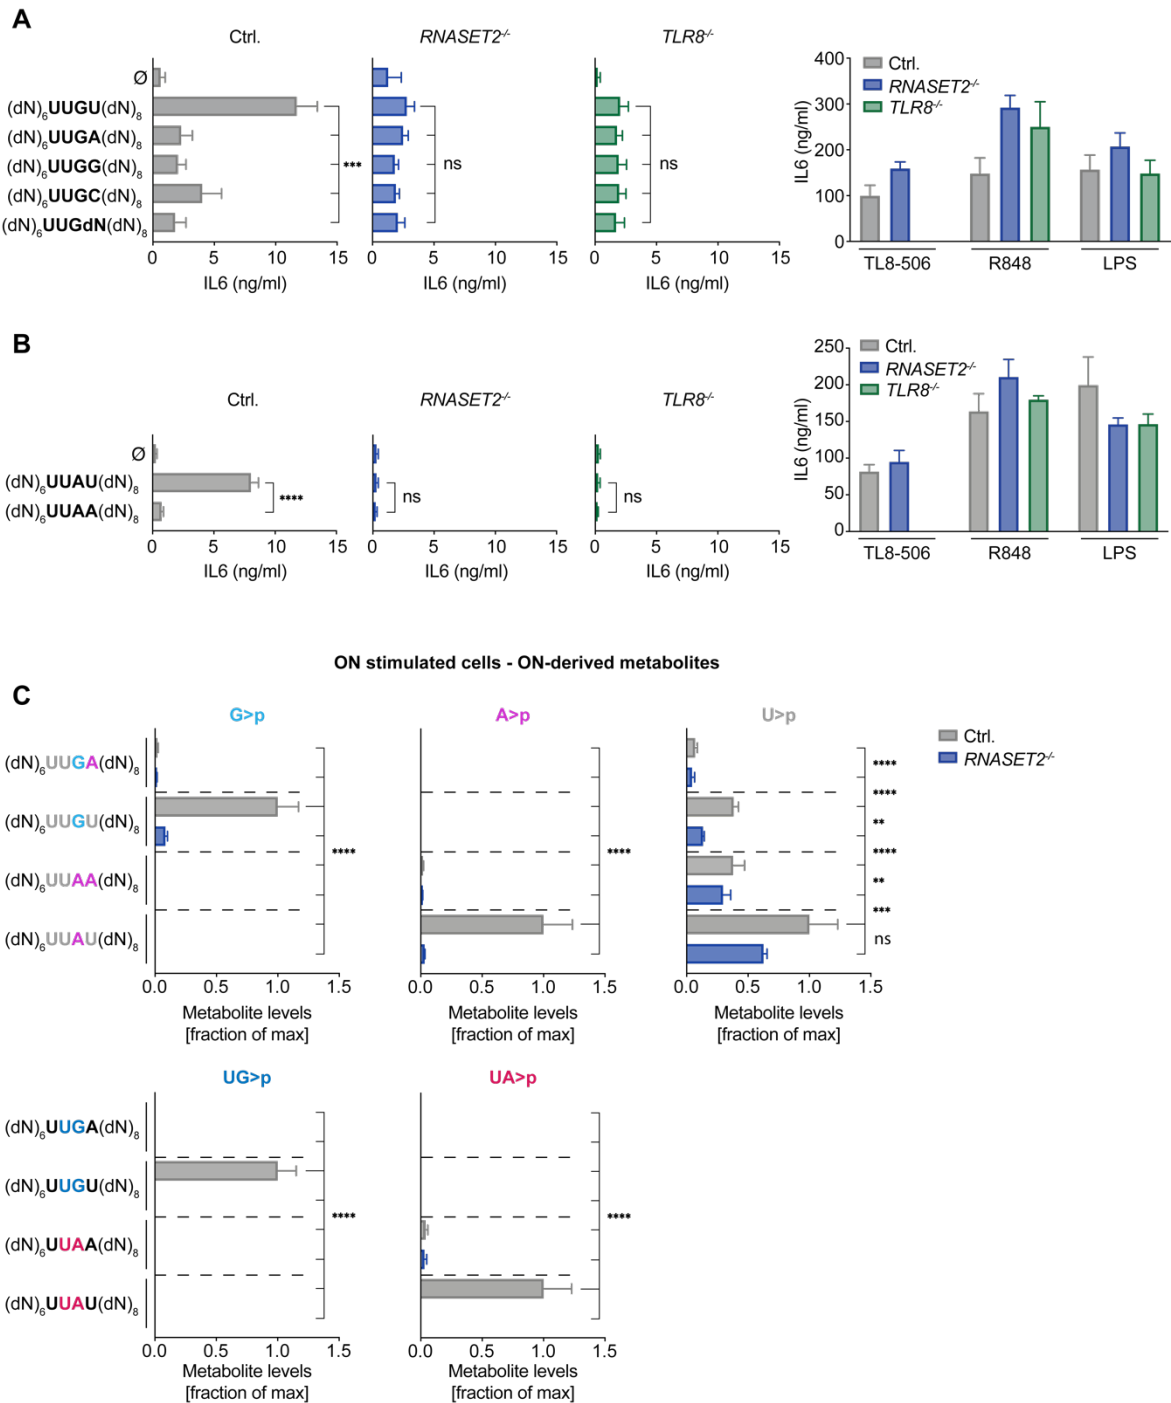 A
Ctrl.
RNASET2-/-
TLR8-/-
Ø
(dN)6UUGU(dN)8
(dN)6UUGA(dN)8
(dN)6UUGG(dN)8
(dN)6UUGC(dN)8
(dN)6UUGdN(dN)8
***
ns
ns
0 5 10 15
0 5 10 15
0 5 10 15
IL6 (ng/ml)
IL6 (ng/ml)
IL6 (ng/ml)
400
300
200
100
0
IL6 (ng/ml)
Ctrl.
RNASET2-/-
TLR8-/-
TL8-506
R848
LPS
B
Ctrl.
RNASET2-/-
TLR8-/-
Ø
(dN)6UUAU(dN)8
(dN)6UUAA(dN)8
****
ns
ns
0 5 10 15
0 5 10 15
0 5 10 15
IL6 (ng/ml)
IL6 (ng/ml)
IL6 (ng/ml)
250
200
150
100
50
0
IL6 (ng/ml)
Ctrl.
RNASET2-/-
TLR8-/-
TL8-506
R848
LPS
ON stimulated cells - ON-derived metabolites
C
G>p
A>p
U>p
Ctrl.
RNASET2-/-
(dN)6UUGA(dN)8
(dN)6UUGU(dN)8
(dN)6UUAA(dN)8
(dN)6UUAU(dN)8
****
****
****
****
**
****
**
***
ns
0.0 0.5 1.0 1.5
0.0 0.5 1.0 1.5
0.0 0.5 1.0 1.5
Metabolite levels
[fraction of max]
Metabolite levels
[fraction of max]
Metabolite levels
[fraction of max]
UG>p
UA>p
(dN)6UUGA(dN)8
(dN)6UUGU(dN)8
(dN)6UUAA(dN)8
(dN)6UUAU(dN)8
****
****
0.0 0.5 1.0 1.5
0.0 0.5 1.0 1.5
Metabolite levels
[fraction of max]
Metabolite levels
[fraction of max]